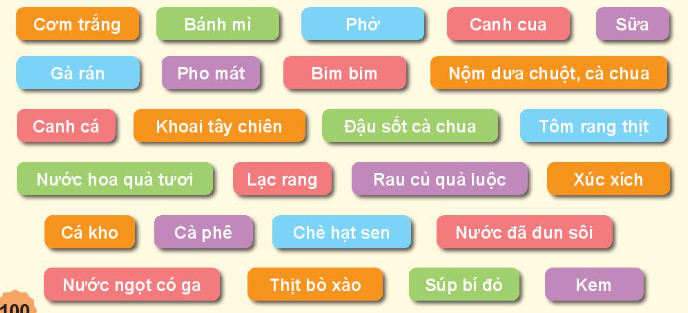 Cơm trắng Bánh mì Phở Canh cua Sữa
Gà rán Pho mát Bim bim Nộm dưa chuột, cà chua
Canh cá Khoai tây chiên Đậu sốt cà chua Tôm rang thịt
Nước hoa quả tươi Lạc rang Rau củ quả luộc Xúc xích
Cá kho Cà phê Chè hạt sen Nước đã đun sôi
Nước ngọt có ga Thịt bò xào Súp bí đỏ Kem
100